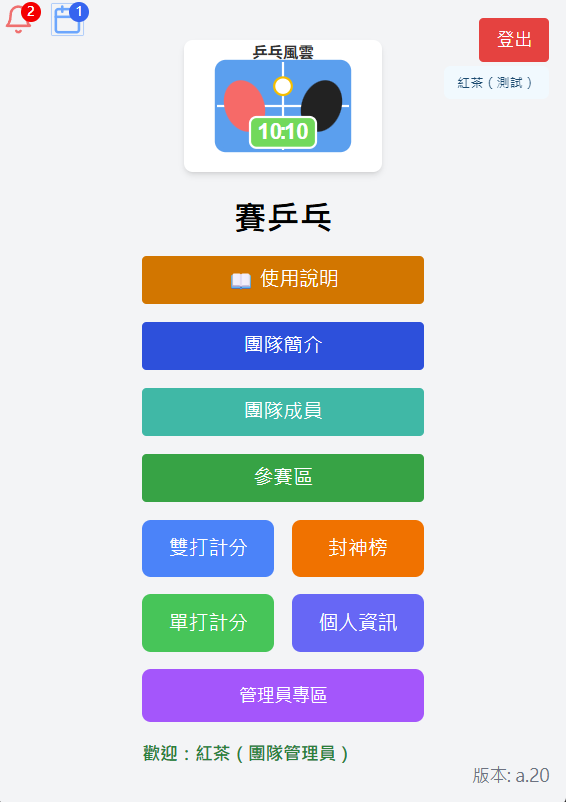 2
1
登出
紅茶（測試）
乒乓風雲
10:10
賽乒乓
📖 使用說明
團隊簡介
團隊成員
參賽區
雙打計分
封神榜
單打計分
個人資訊
管理員專區
歡迎：紅茶（團隊管理員）
版本: a.20